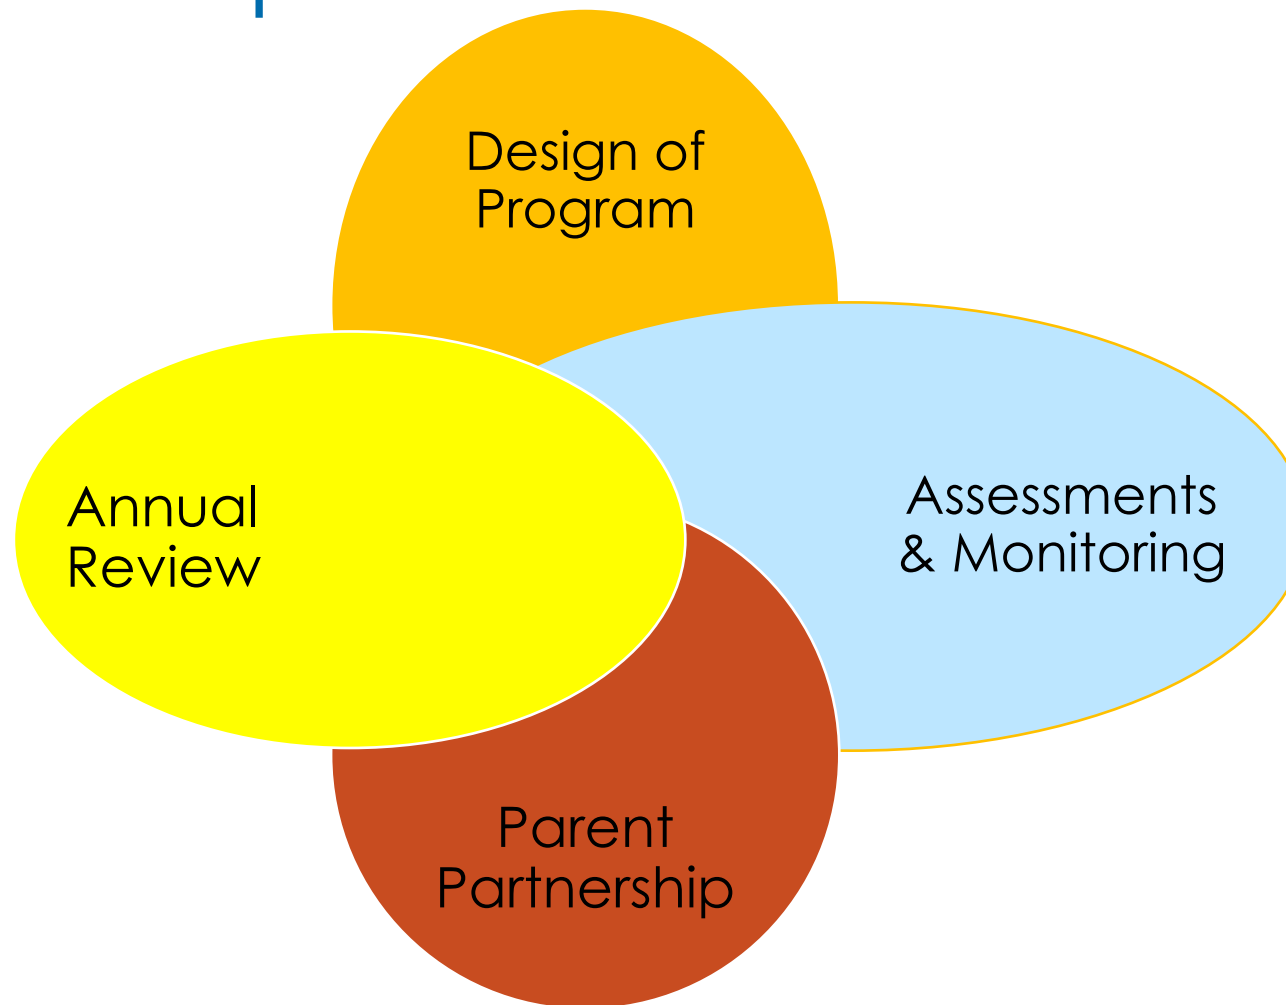 Design of
Program
Annual
Review
Assessments
& Monitoring
Parent
Partnership